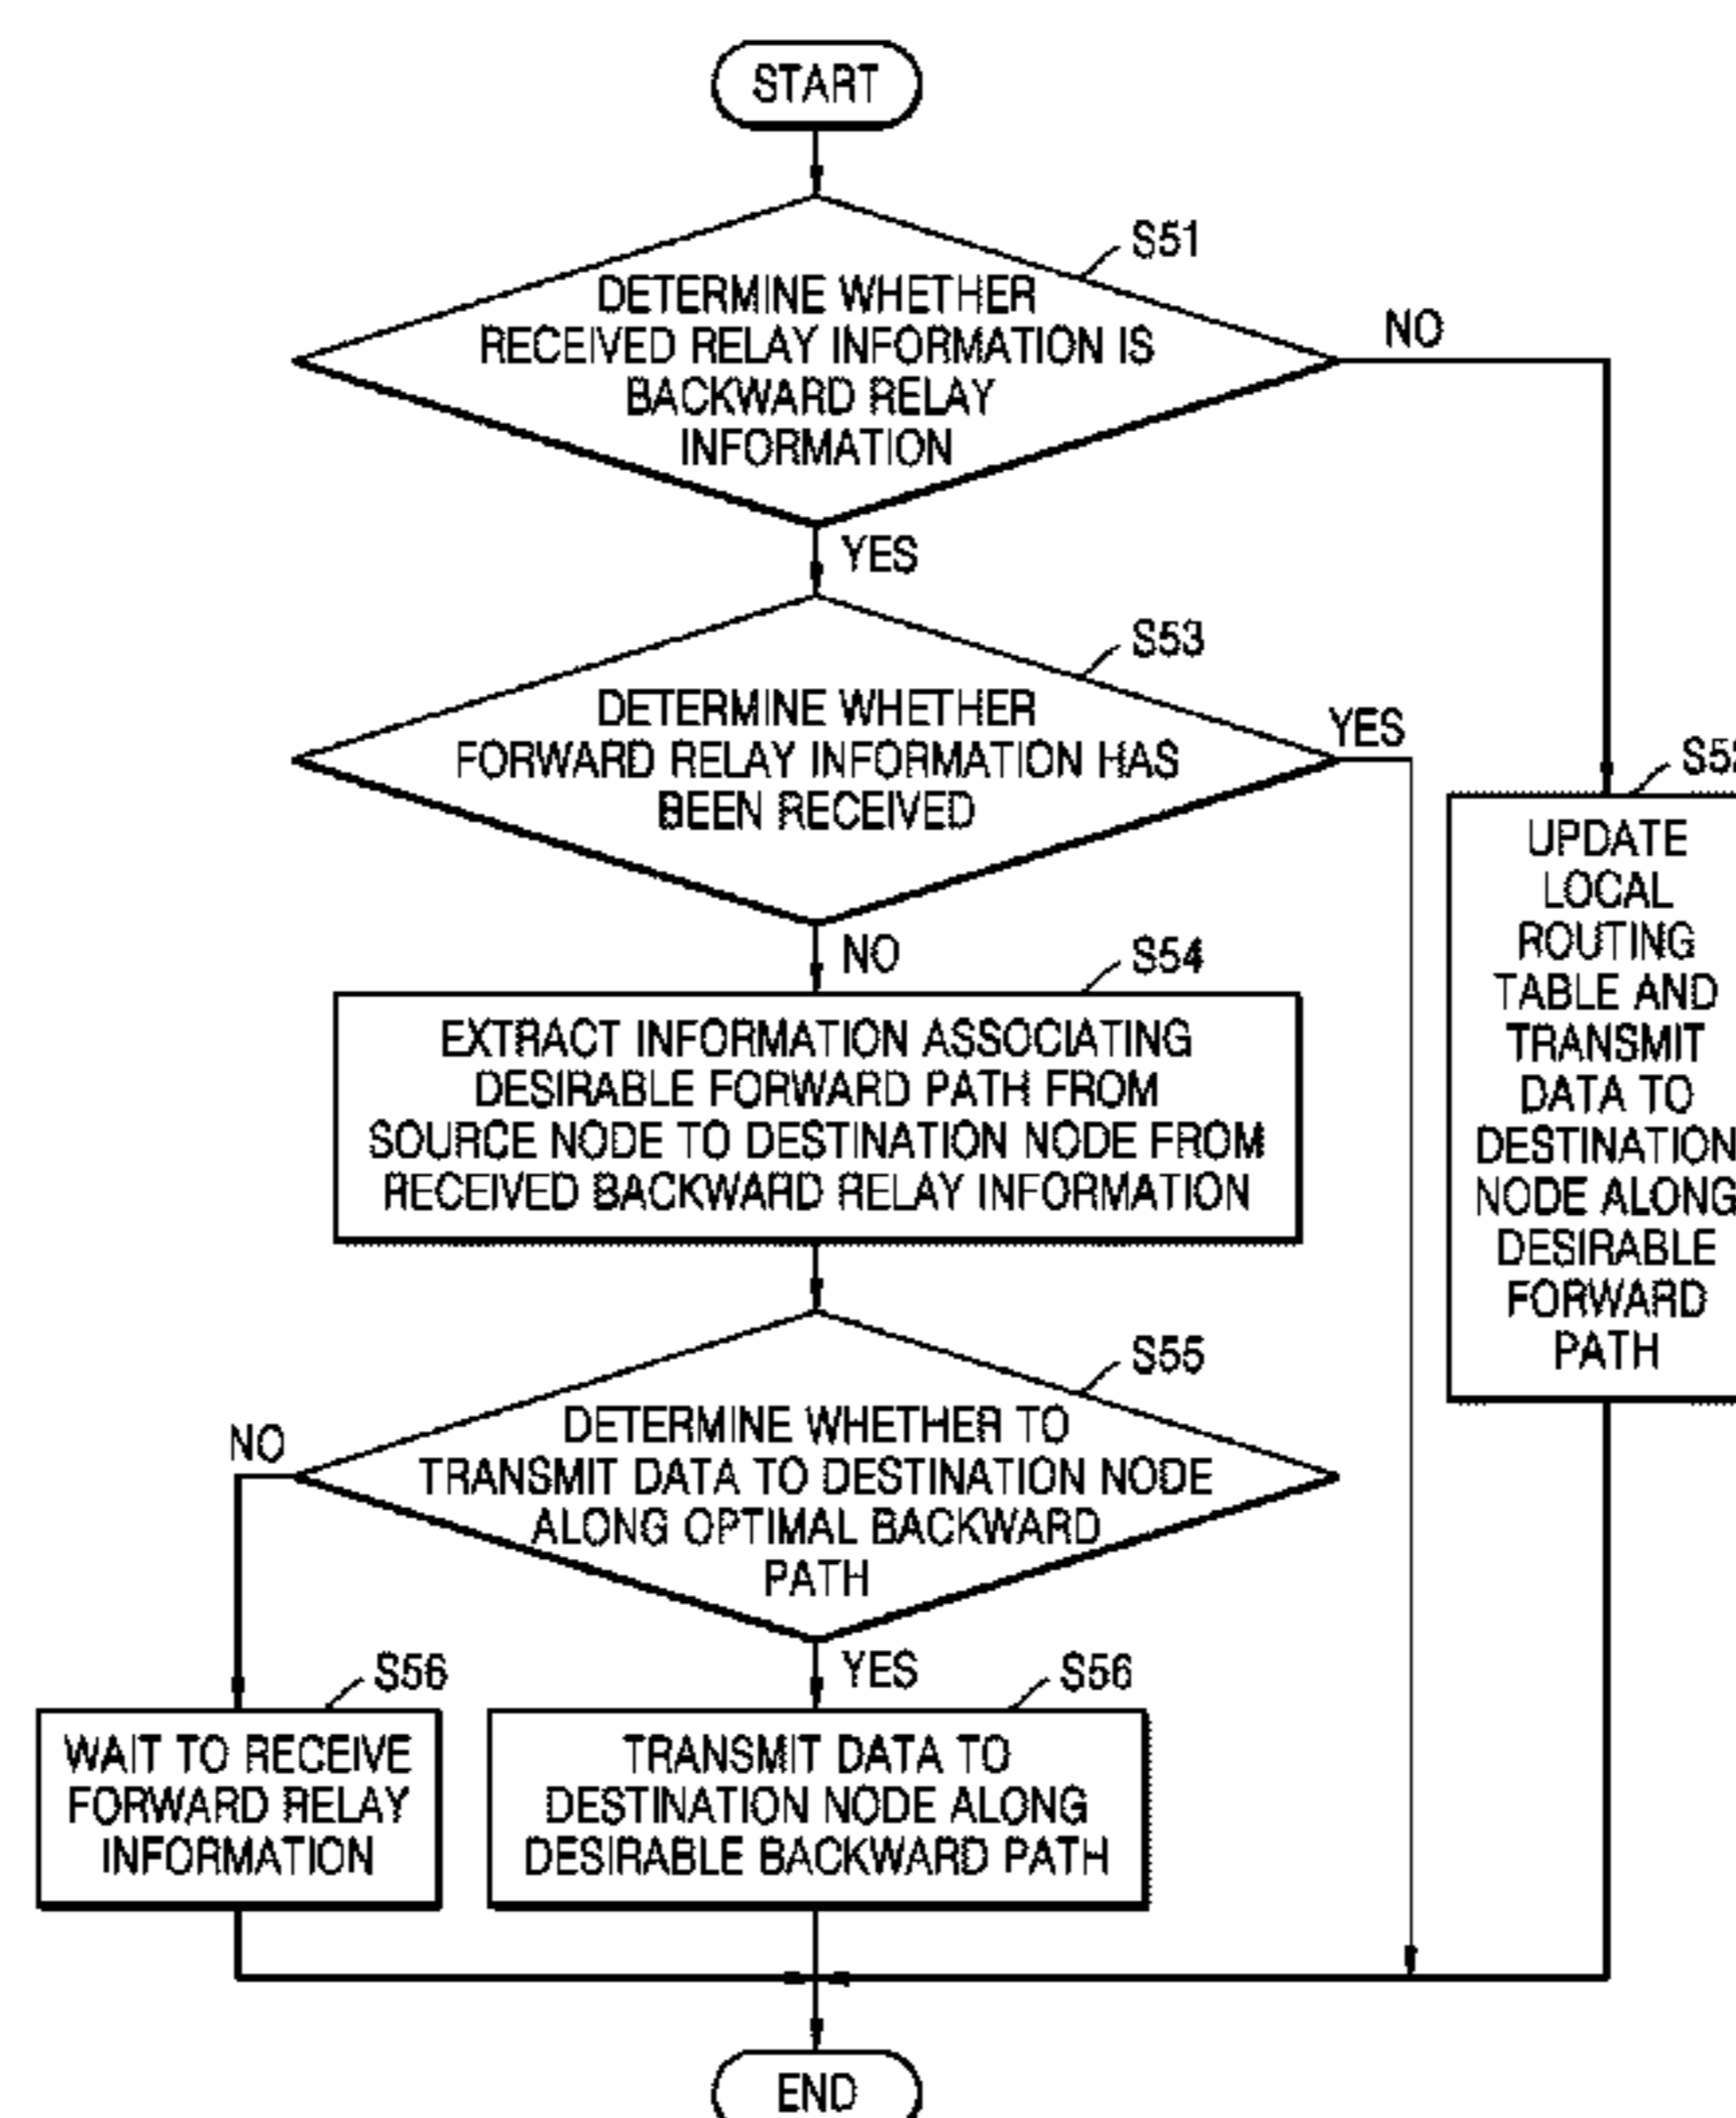 START
S51
DETERMINE WHETHER
RECEIVED RELAY INFORMATION IS
BACKWARD RELAY
INFORMATION
NO
YES
S53
DETERMINE WHETHER
FORWARD RELAY INFORMATION HAS
BEEN RECEIVED
YES
S52
UPDATE
LOCAL
ROUTING
TABLE AND
TRANSMIT
DATA TO
DESTINATION
NODE ALONG
DESIRABLE
FORWARD
PATH
NO
S54
EXTRACT INFORMATION ASSOCIATING
DESIRABLE FORWARD PATH FROM
SOURCE NODE TO DESTINATION NODE FROM
RECEIVED BACKWARD RELAY INFORMATION
S55
DETERMINE WHETHER TO
TRANSMIT DATA TO DESTINATION NODE
ALONG OPTIMAL BACKWARD
PATH
NO
YES
S56
WAIT TO RECEIVE
FORWARD RELAY
INFORMATION
S56
TRANSMIT DATA TO
DESTINATION NODE ALONG
DESIRABLE BACKWARD PATH
END